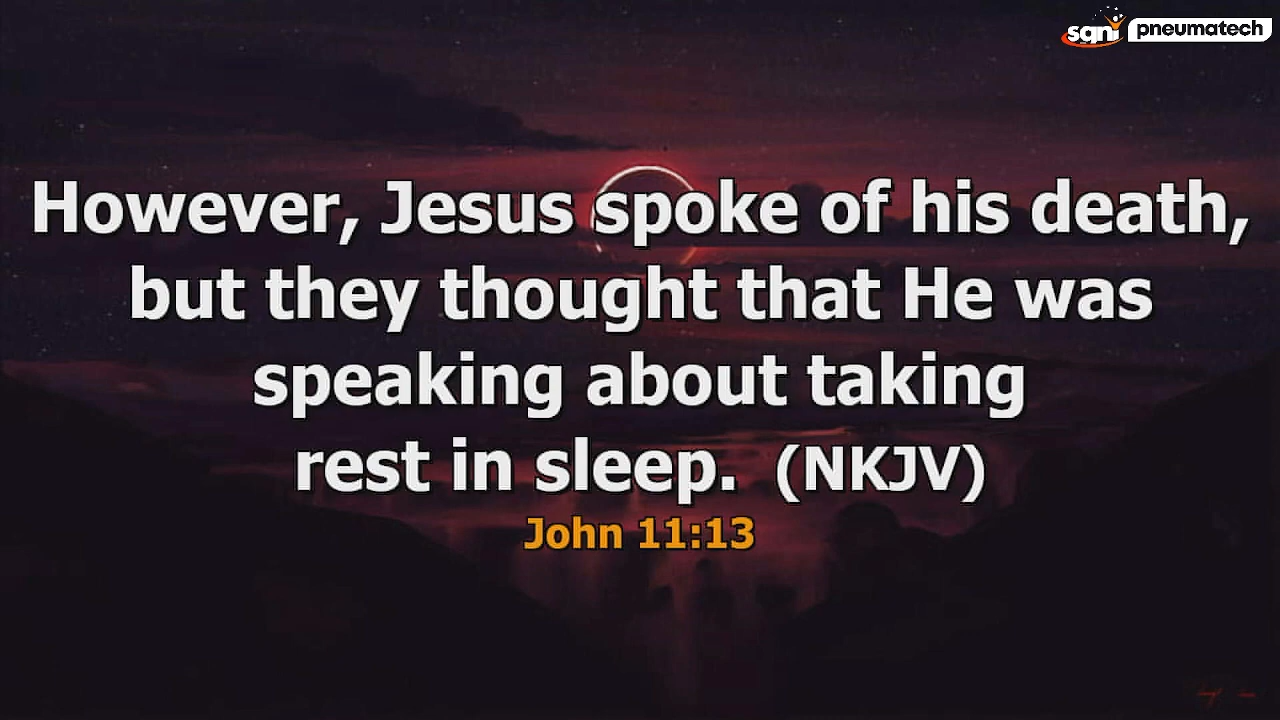 sqni pneumatech
However, Jesus spoke of his death,
but they thought that He was
speaking about taking
rest in sleep. (NKJV)
John 11:13